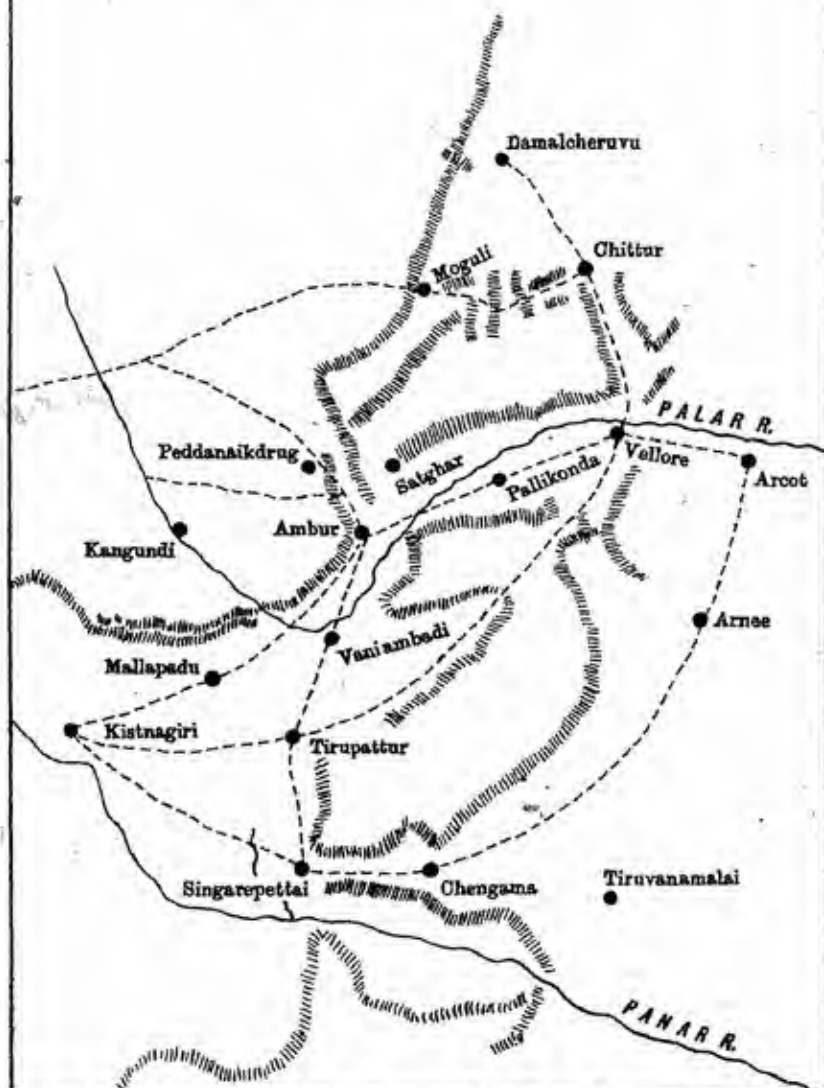 Damalcheruvu
Chittur
Moguli
PALAR R.
Peddanaikdrug
Satghar
Pallikonda
Vellore
Arcot
Ambur
Kangundi
Arnee
Vaniambadi
Mallapadu
Kistnagiri
Tirupattur
Singarepettai
Chengama
Tiruvanamalai
PANAR R.